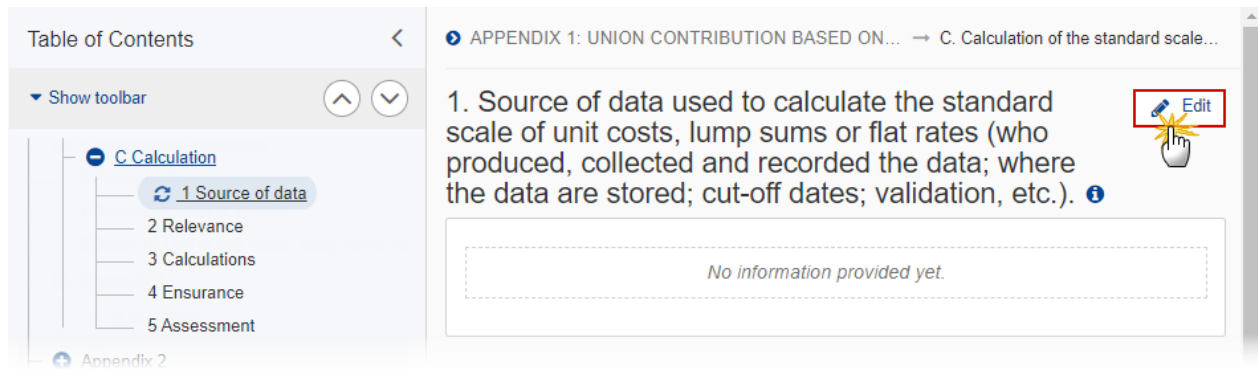 Table of Contents
Show toolbar
C Calculation
1 Source of data
2 Relevance
3 Calculations
4 Ensurance
5 Assessment
Appendix 2
APPENDIX 1: UNION CONTRIBUTION BASED ON... → C. Calculation of the standard scale...
1. Source of data used to calculate the standard
scale of unit costs, lump sums or flat rates (who
produced, collected and recorded the data; where
the data are stored; cut-off dates; validation, etc.).
Edit
No information provided yet.